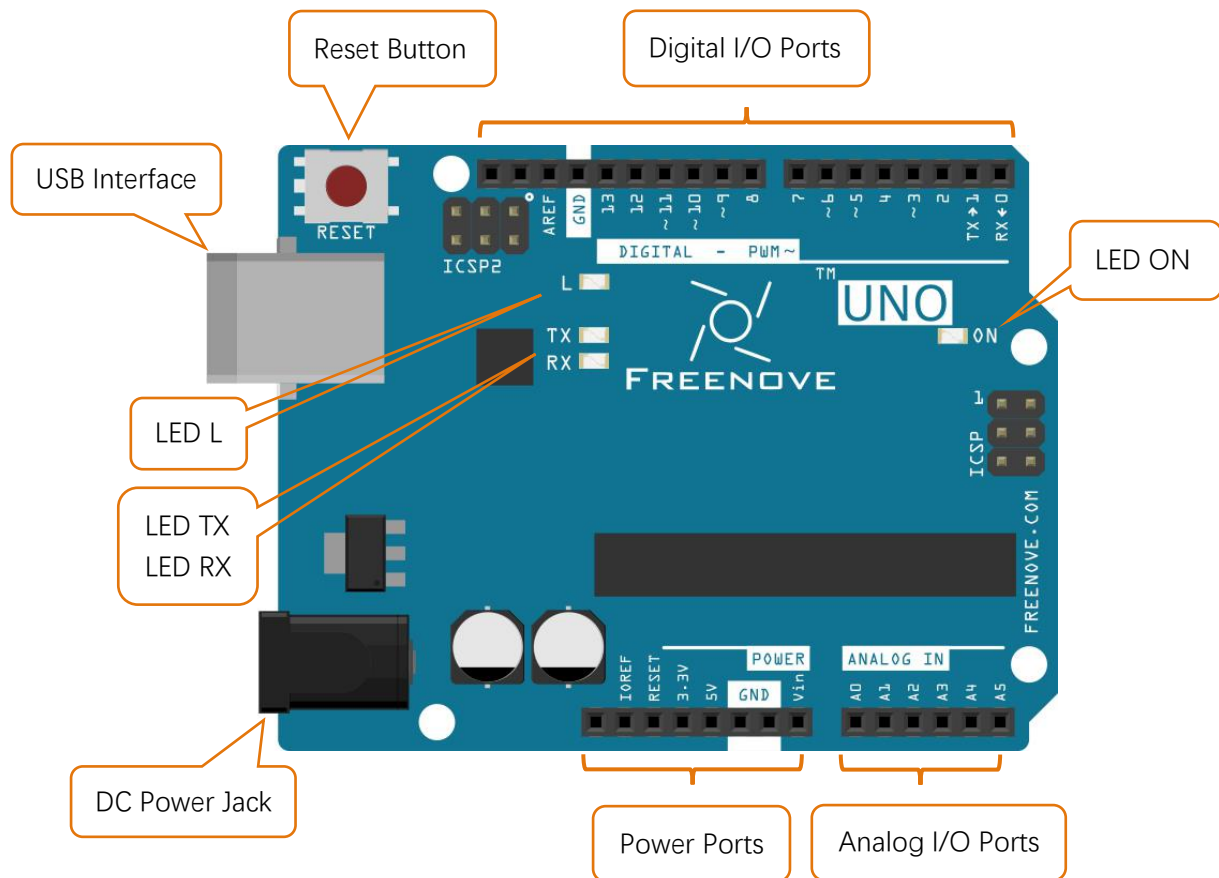 Reset Button
Digital I/O Ports
USB Interface
RESET
ICSP2
AREF
GND
13
12
~11
~10
~9
8
7
~6
~5
4
~3
2
TX→1
RX←0
DIGITAL - PWM~
LED ON
L
TM
UNO
TX
RX
ON
FREENOVE
1
ICSP
LED L
LED TX
LED RX
FREENOVE.COM
POWER
ANALOG IN
IOREF
RESET
3.3V
5V
GND
Vin
A0
A1
A2
A3
A4
A5
DC Power Jack
Power Ports
Analog I/O Ports